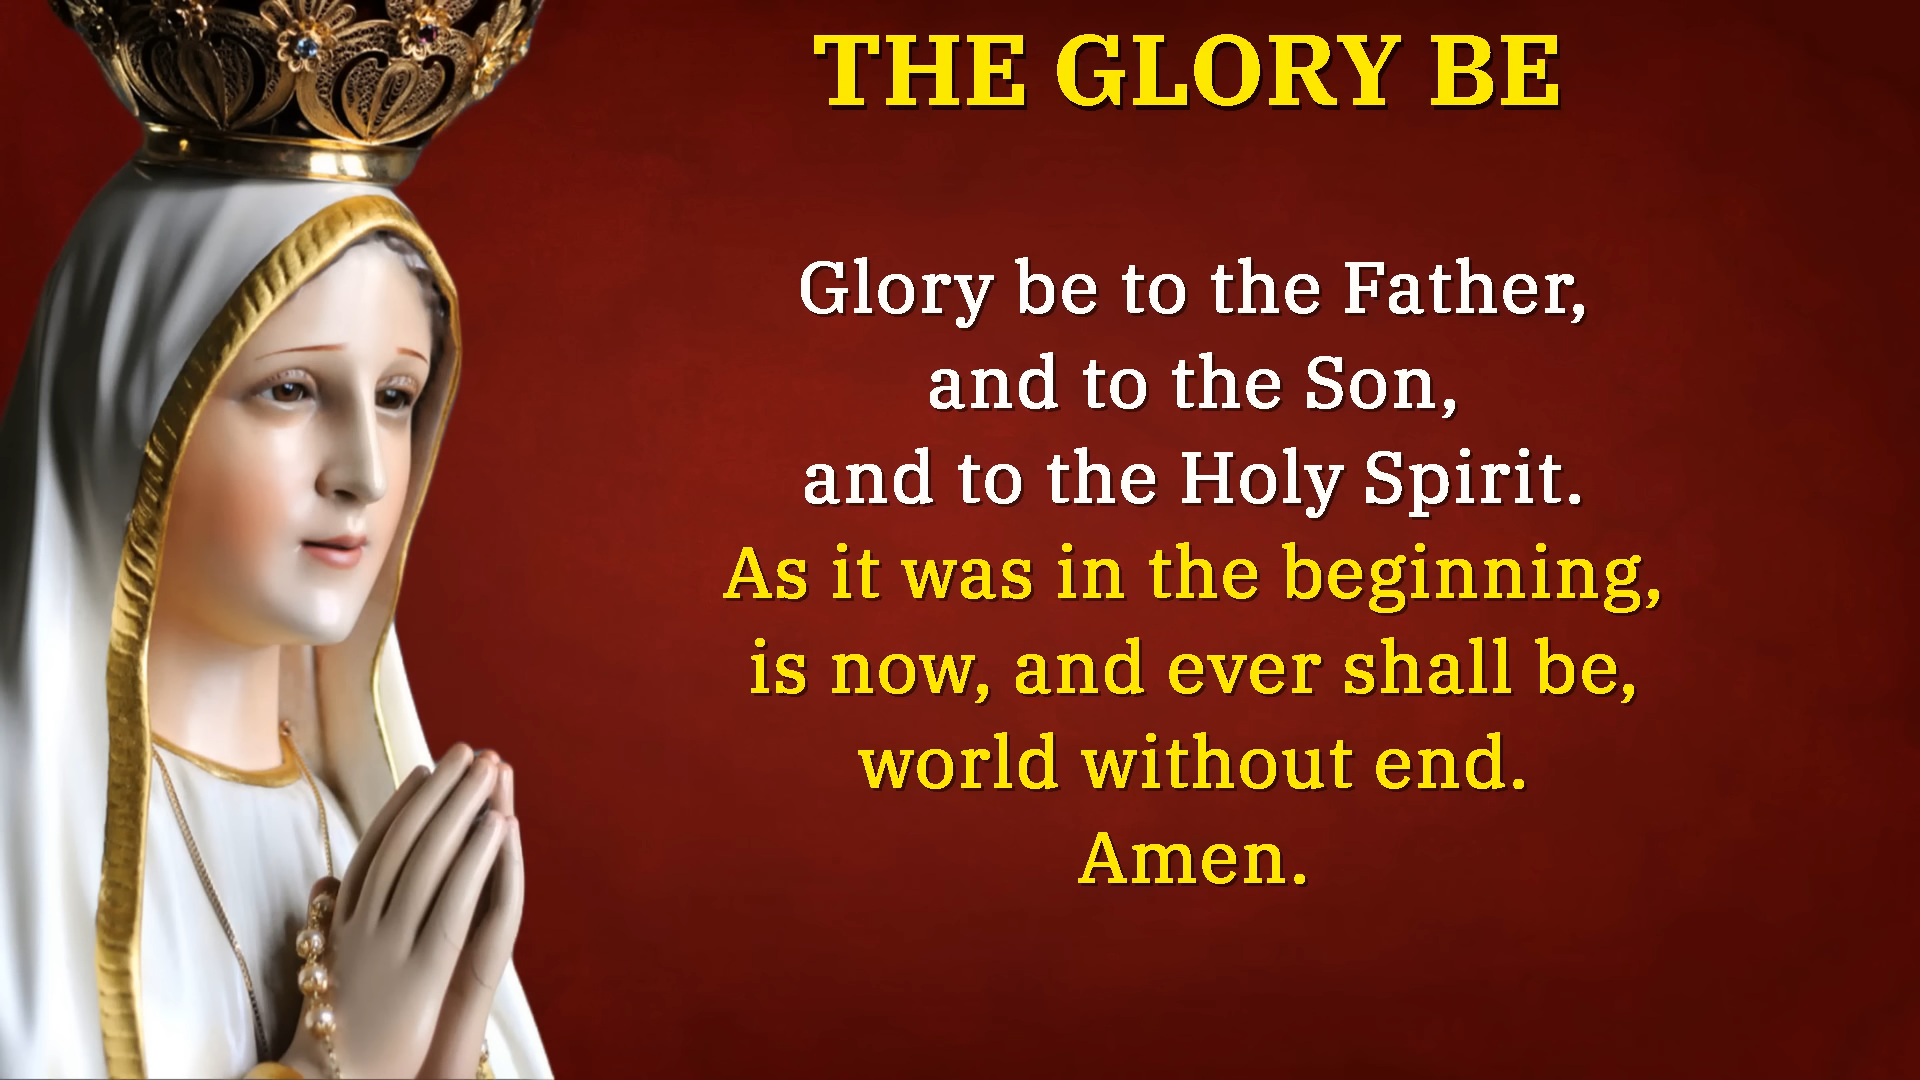 THE GLORY BE
Glory be to the Father,
and to the Son,
and to the Holy Spirit.
As it was in the beginning,
is now, and ever shall be,
world without end.
Amen.